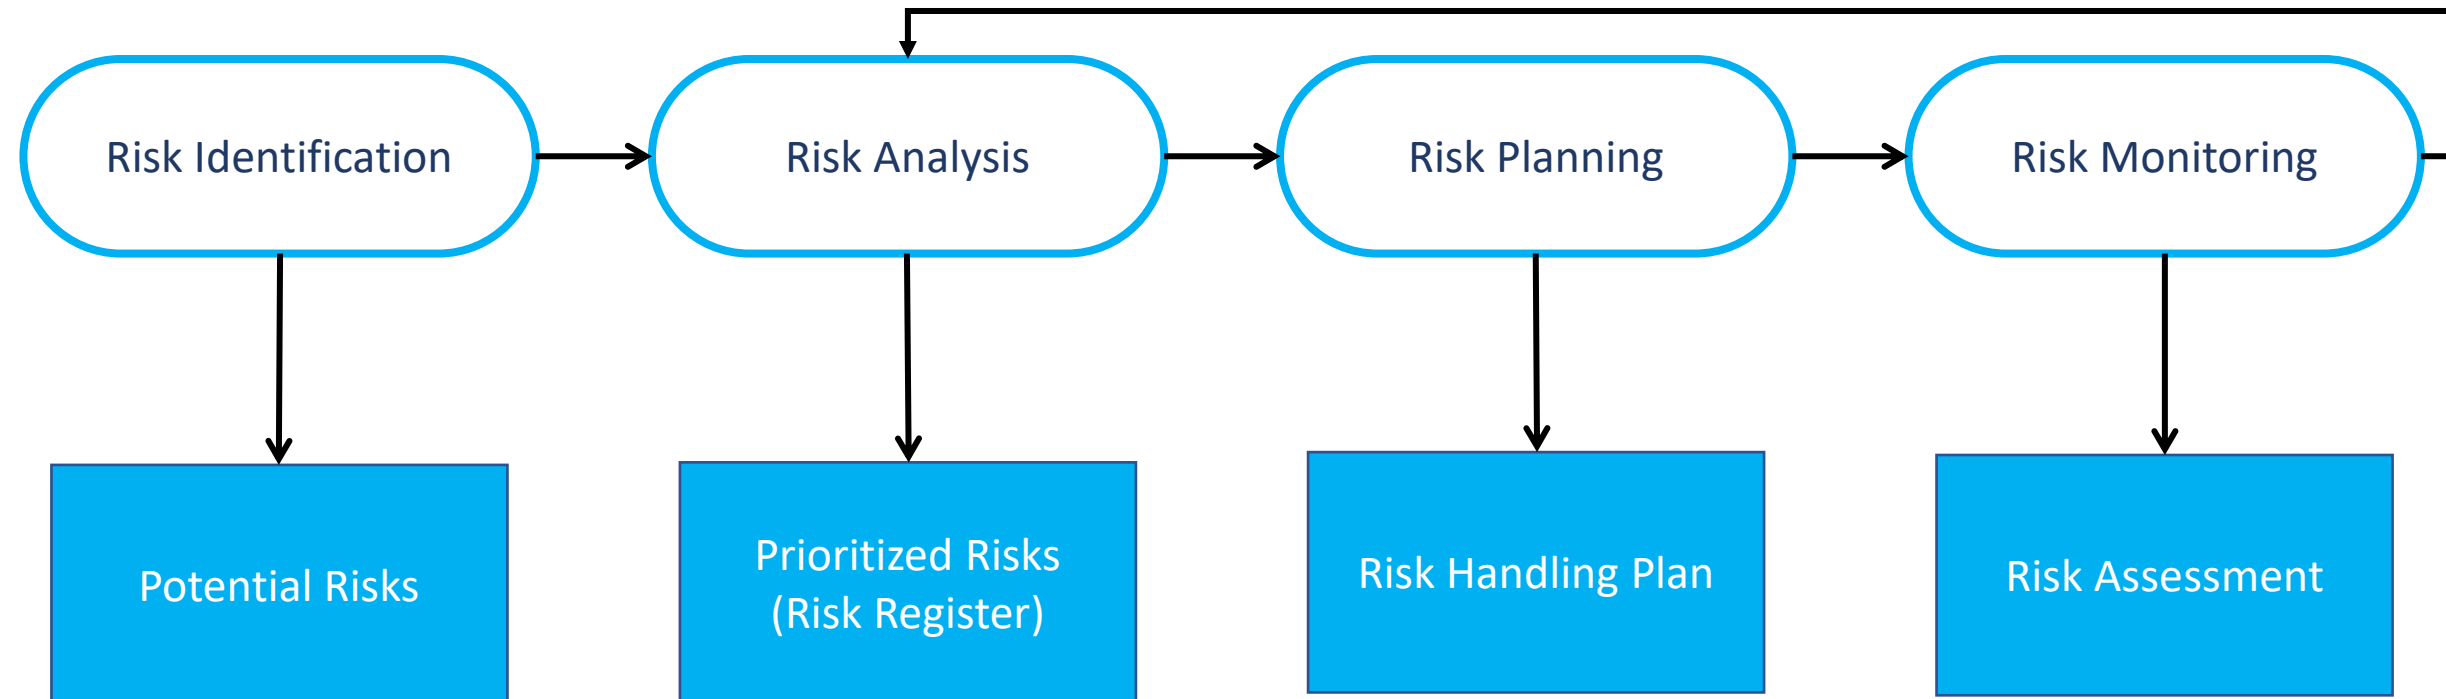 Risk Identification
Risk Analysis
Risk Planning
Risk Monitoring
Potential Risks
Prioritized Risks
(Risk Register)
Risk Handling Plan
Risk Assessment